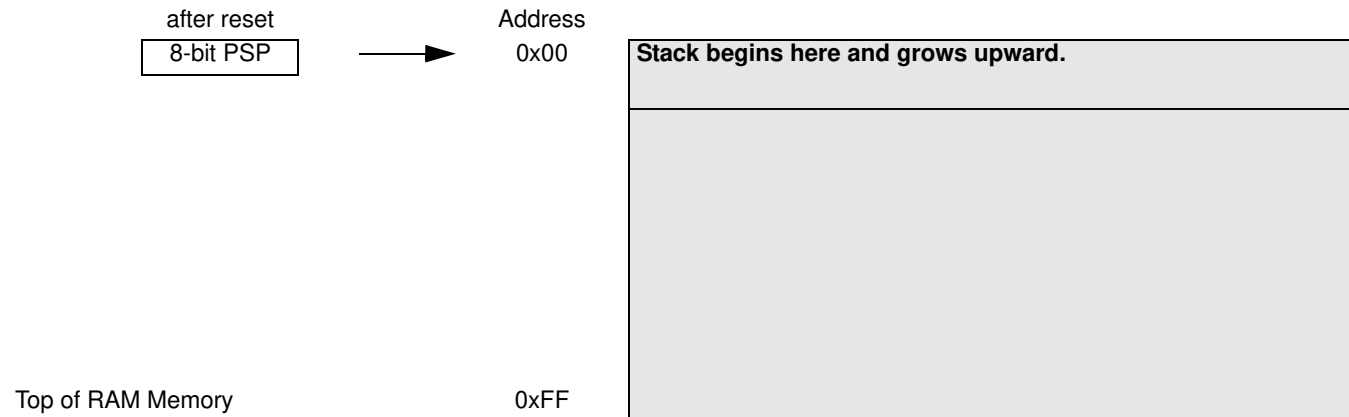 after reset Address
8-bit PSP 0x00 Stack begins here and grows upward.
Top of RAM Memory 0xFF